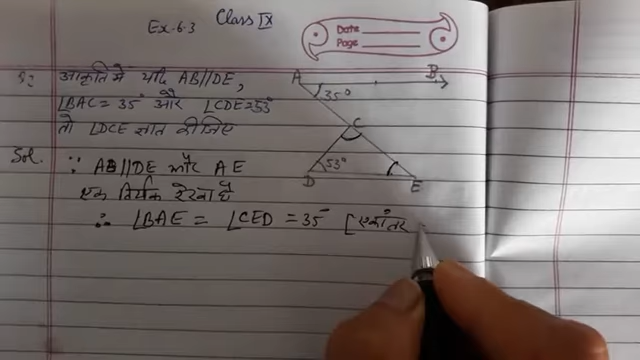 Ex-6.3 Class IX
Date
Page
Q2 आकृति में यदि AB//DE,
∠BAC = 35° और ∠CDE = 53°
तो ∠DCE ज्ञात कीजिए
Sol. ∵ AB//DE और AE
एक तिर्यक रेखा है
∴ ∠BAE = ∠CED = 35° [एकांतर
A B
35°
C
53°
D E